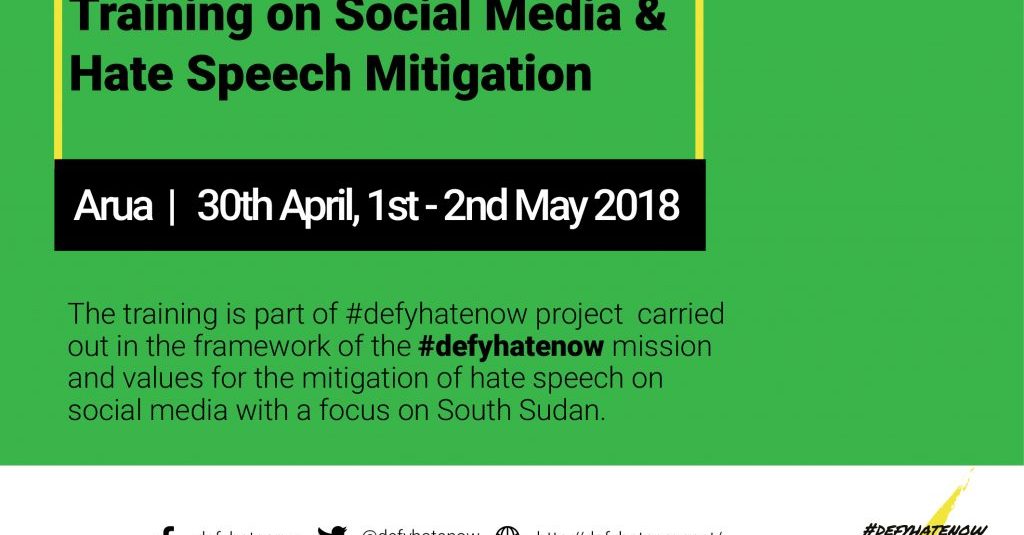 Training on Social Media &
Hate Speech Mitigation
Arua | 30th April, 1st - 2nd May 2018
The training is part of #defyhatenow project carried
out in the framework of the #defyhatenow mission
and values for the mitigation of hate speech on
social media with a focus on South Sudan.
@defyhatenow
#DEFYHATENOW